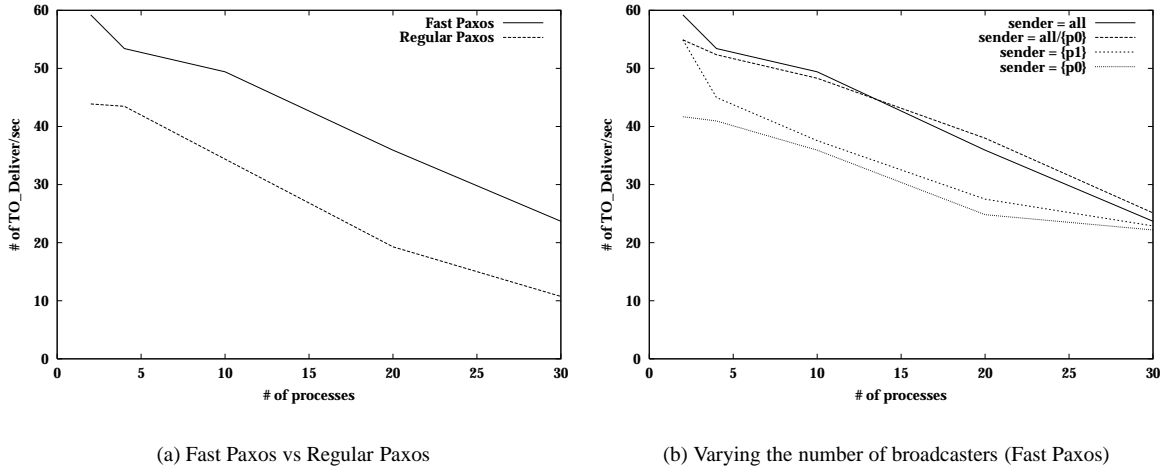 60
50
40
30
20
10
0
# of TO_Deliver/sec
Fast Paxos
Regular Paxos
0 5 10 15 20 25 30
# of processes
(a) Fast Paxos vs Regular Paxos
60
50
40
30
20
10
0
# of TO_Deliver/sec
sender = all
sender = all/{p0}
sender = {p1}
sender = {p0}
0 5 10 15 20 25 30
# of processes
(b) Varying the number of broadcasters (Fast Paxos)